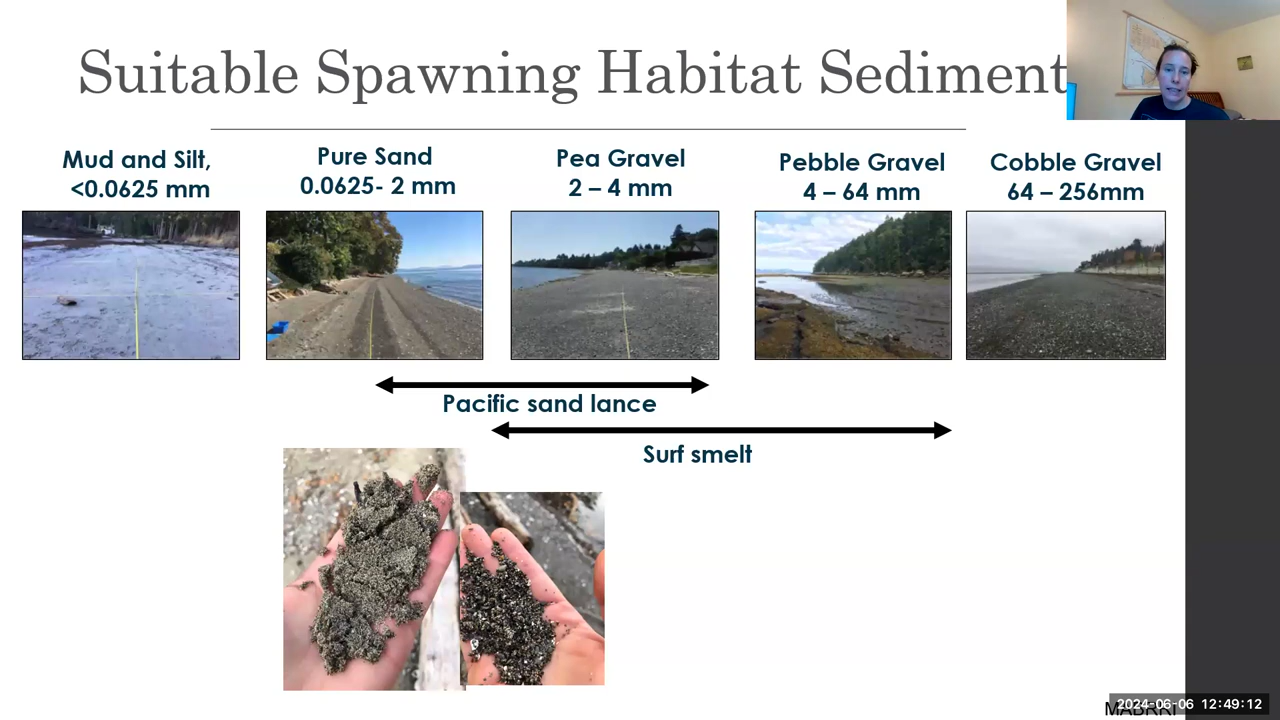 Suitable Spawning Habitat Sediment
Mud and Silt,
<0.0625 mm
Pure Sand
0.0625- 2 mm
Pea Gravel
2 – 4 mm
Pebble Gravel
4 – 64 mm
Cobble Gravel
64 – 256mm
Pacific sand lance
Surf smelt
2024-06-06 12:49:12